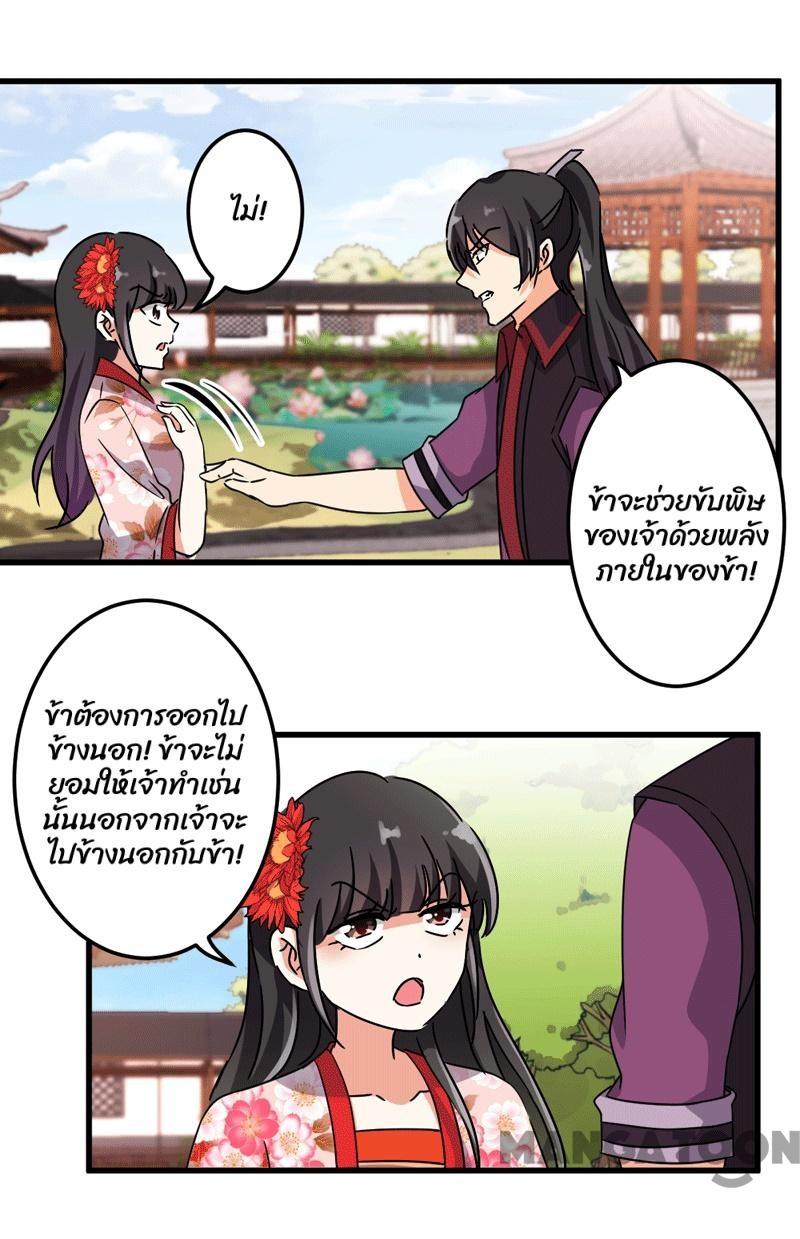 ไม่!
ข้าจะช่วยขับพิษ
ของเจ้าด้วยพลัง
ภายในของข้า!
ข้าต้องการออกไป
ข้างนอก! ข้าจะไม่
ยอมให้เจ้าทำเช่น
นั้นนอกจากเจ้าจะ
ไปข้างนอกกับข้า!
MANGATOON